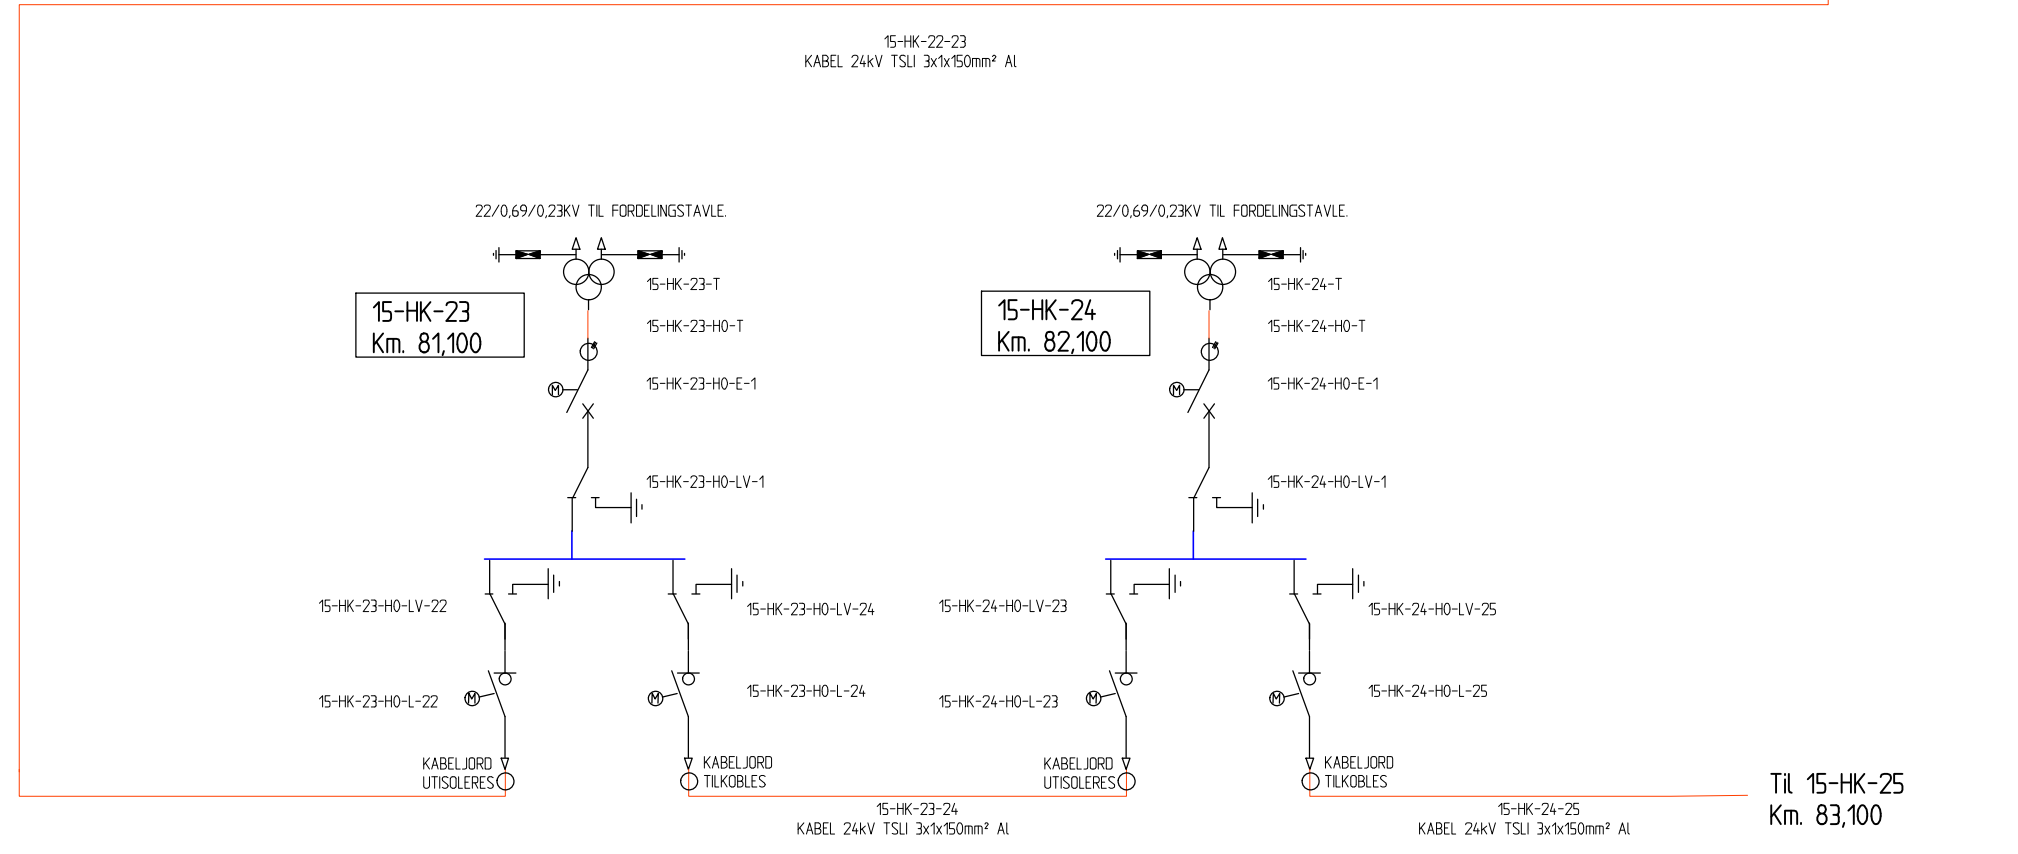 15-HK-22-23
KABEL 24kV TSLI 3x1x150mm² Al
22/0,69/0,23KV TIL FORDELINGSTAVLE.
15-HK-23-T
15-HK-23
Km. 81,100
15-HK-23-H0-T
15-HK-23-H0-E-1
M
15-HK-23-H0-LV-1
15-HK-23-H0-LV-22
15-HK-23-H0-LV-24
15-HK-23-H0-L-22
M
M
15-HK-23-H0-L-24
KABELJORD
UTISOLERES
KABELJORD
TILKOBLES
15-HK-23-24
KABEL 24kV TSLI 3x1x150mm² Al
22/0,69/0,23KV TIL FORDELINGSTAVLE.
15-HK-24-T
15-HK-24
Km. 82,100
15-HK-24-H0-T
15-HK-24-H0-E-1
M
15-HK-24-H0-LV-1
15-HK-24-H0-LV-23
15-HK-24-H0-LV-25
15-HK-24-H0-L-23
M
M
15-HK-24-H0-L-25
KABELJORD
UTISOLERES
KABELJORD
TILKOBLES
15-HK-24-25
KABEL 24kV TSLI 3x1x150mm² Al
Til 15-HK-25
Km. 83,100